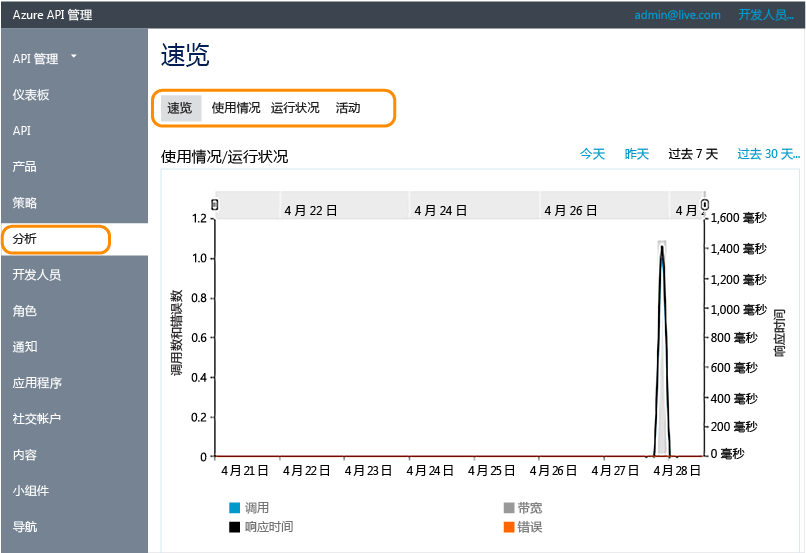 Azure API 管理
admin@live.com 开发人员...
API 管理
仪表板
API
产品
策略
分析
开发人员
角色
通知
应用程序
社交帐户
内容
小组件
导航
速览
速览 使用情况 运行状况 活动
使用情况/运行状况
今天 昨天 过去 7 天 过去 30 天...
4 月 22 日 4 月 24 日 4 月 26 日 4 月 2
调用数和错误数
1.2
1.0
0.8
0.6
0.4
0.2
0
1,600 毫秒
1,400 毫秒
1,200 毫秒
1,000 毫秒
800 毫秒
600 毫秒
400 毫秒
200 毫秒
0 毫秒
响应时间
4 月 21 日 4 月 22 日 4 月 23 日 4 月 24 日 4 月 25 日 4 月 26 日 4 月 27 日 4 月 28 日
调用 带宽
响应时间 错误